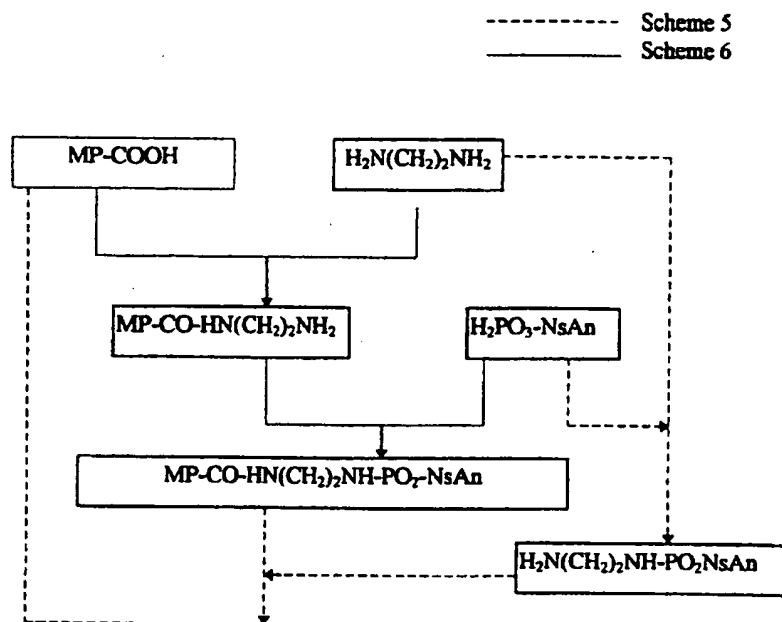 Scheme 5
Scheme 6
MP-COOH
H₂N(CH₂)₂NH₂
MP-CO-HN(CH₂)₂NH₂
H₂PO₃-NsAn
MP-CO-HN(CH₂)₂NH-PO₂-NsAn
H₂N(CH₂)₂NH-PO₂NsAn